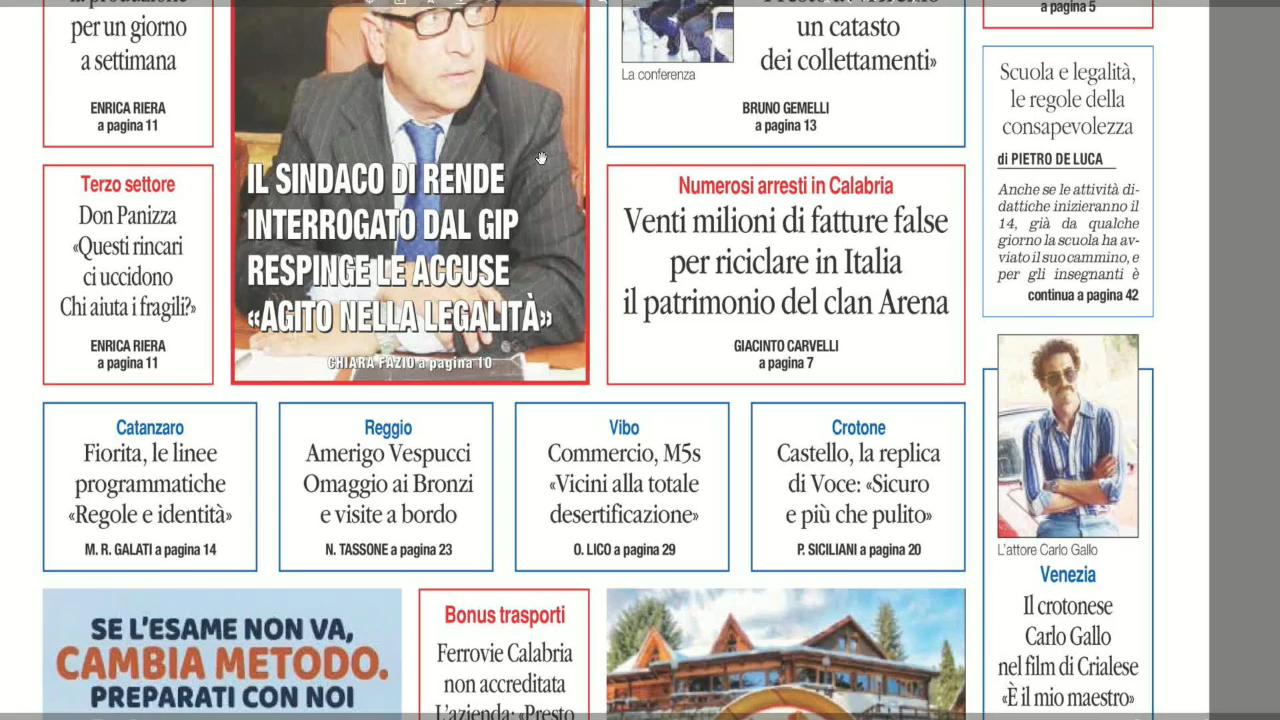 la produzione
per un giorno
a settimana
ENRICA RIERA
a pagina 11
Terzo settore
Don Panizza
«Questi rincari
ci uccidono
Chi aiuta i fragili?»
ENRICA RIERA
a pagina 11
IL SINDACO DI RENDE
INTERROGATO DAL GIP
RESPINGE LE ACCUSE
«AGITO NELLA LEGALITÀ»
CHIARA FAZIO a pagina 10
La conferenza
un catasto
dei collettamenti»
BRUNO GEMELLI
a pagina 13
Numerosi arresti in Calabria
Venti milioni di fatture false
per riciclare in Italia
il patrimonio del clan Arena
GIACINTO CARVELLI
a pagina 7
a pagina 5
Scuola e legalità,
le regole della
consapevolezza
di PIETRO DE LUCA
Anche se le attività di-
dattiche inizieranno il
14, già da qualche
giorno la scuola ha av-
viato il suo cammino, e
per gli insegnanti è
continua a pagina 42
Catanzaro
Fiorita, le linee
programmatiche
«Regole e identità»
M. R. GALATI a pagina 14
Reggio
Amerigo Vespucci
Omaggio ai Bronzi
e visite a bordo
N. TASSONE a pagina 23
Vibo
Commercio, M5s
«Vicini alla totale
desertificazione»
O. LICO a pagina 29
Crotone
Castello, la replica
di Voce: «Sicuro
e più che pulito»
P. SICILIANI a pagina 20
L'attore Carlo Gallo
Venezia
Il crotonese
Carlo Gallo
nel film di Crialese
«È il mio maestro»
SE L'ESAME NON VA,
CAMBIA METODO.
PREPARATI CON NOI
Bonus trasporti
Ferrovie Calabria
non accreditata
L'azienda: «Presto